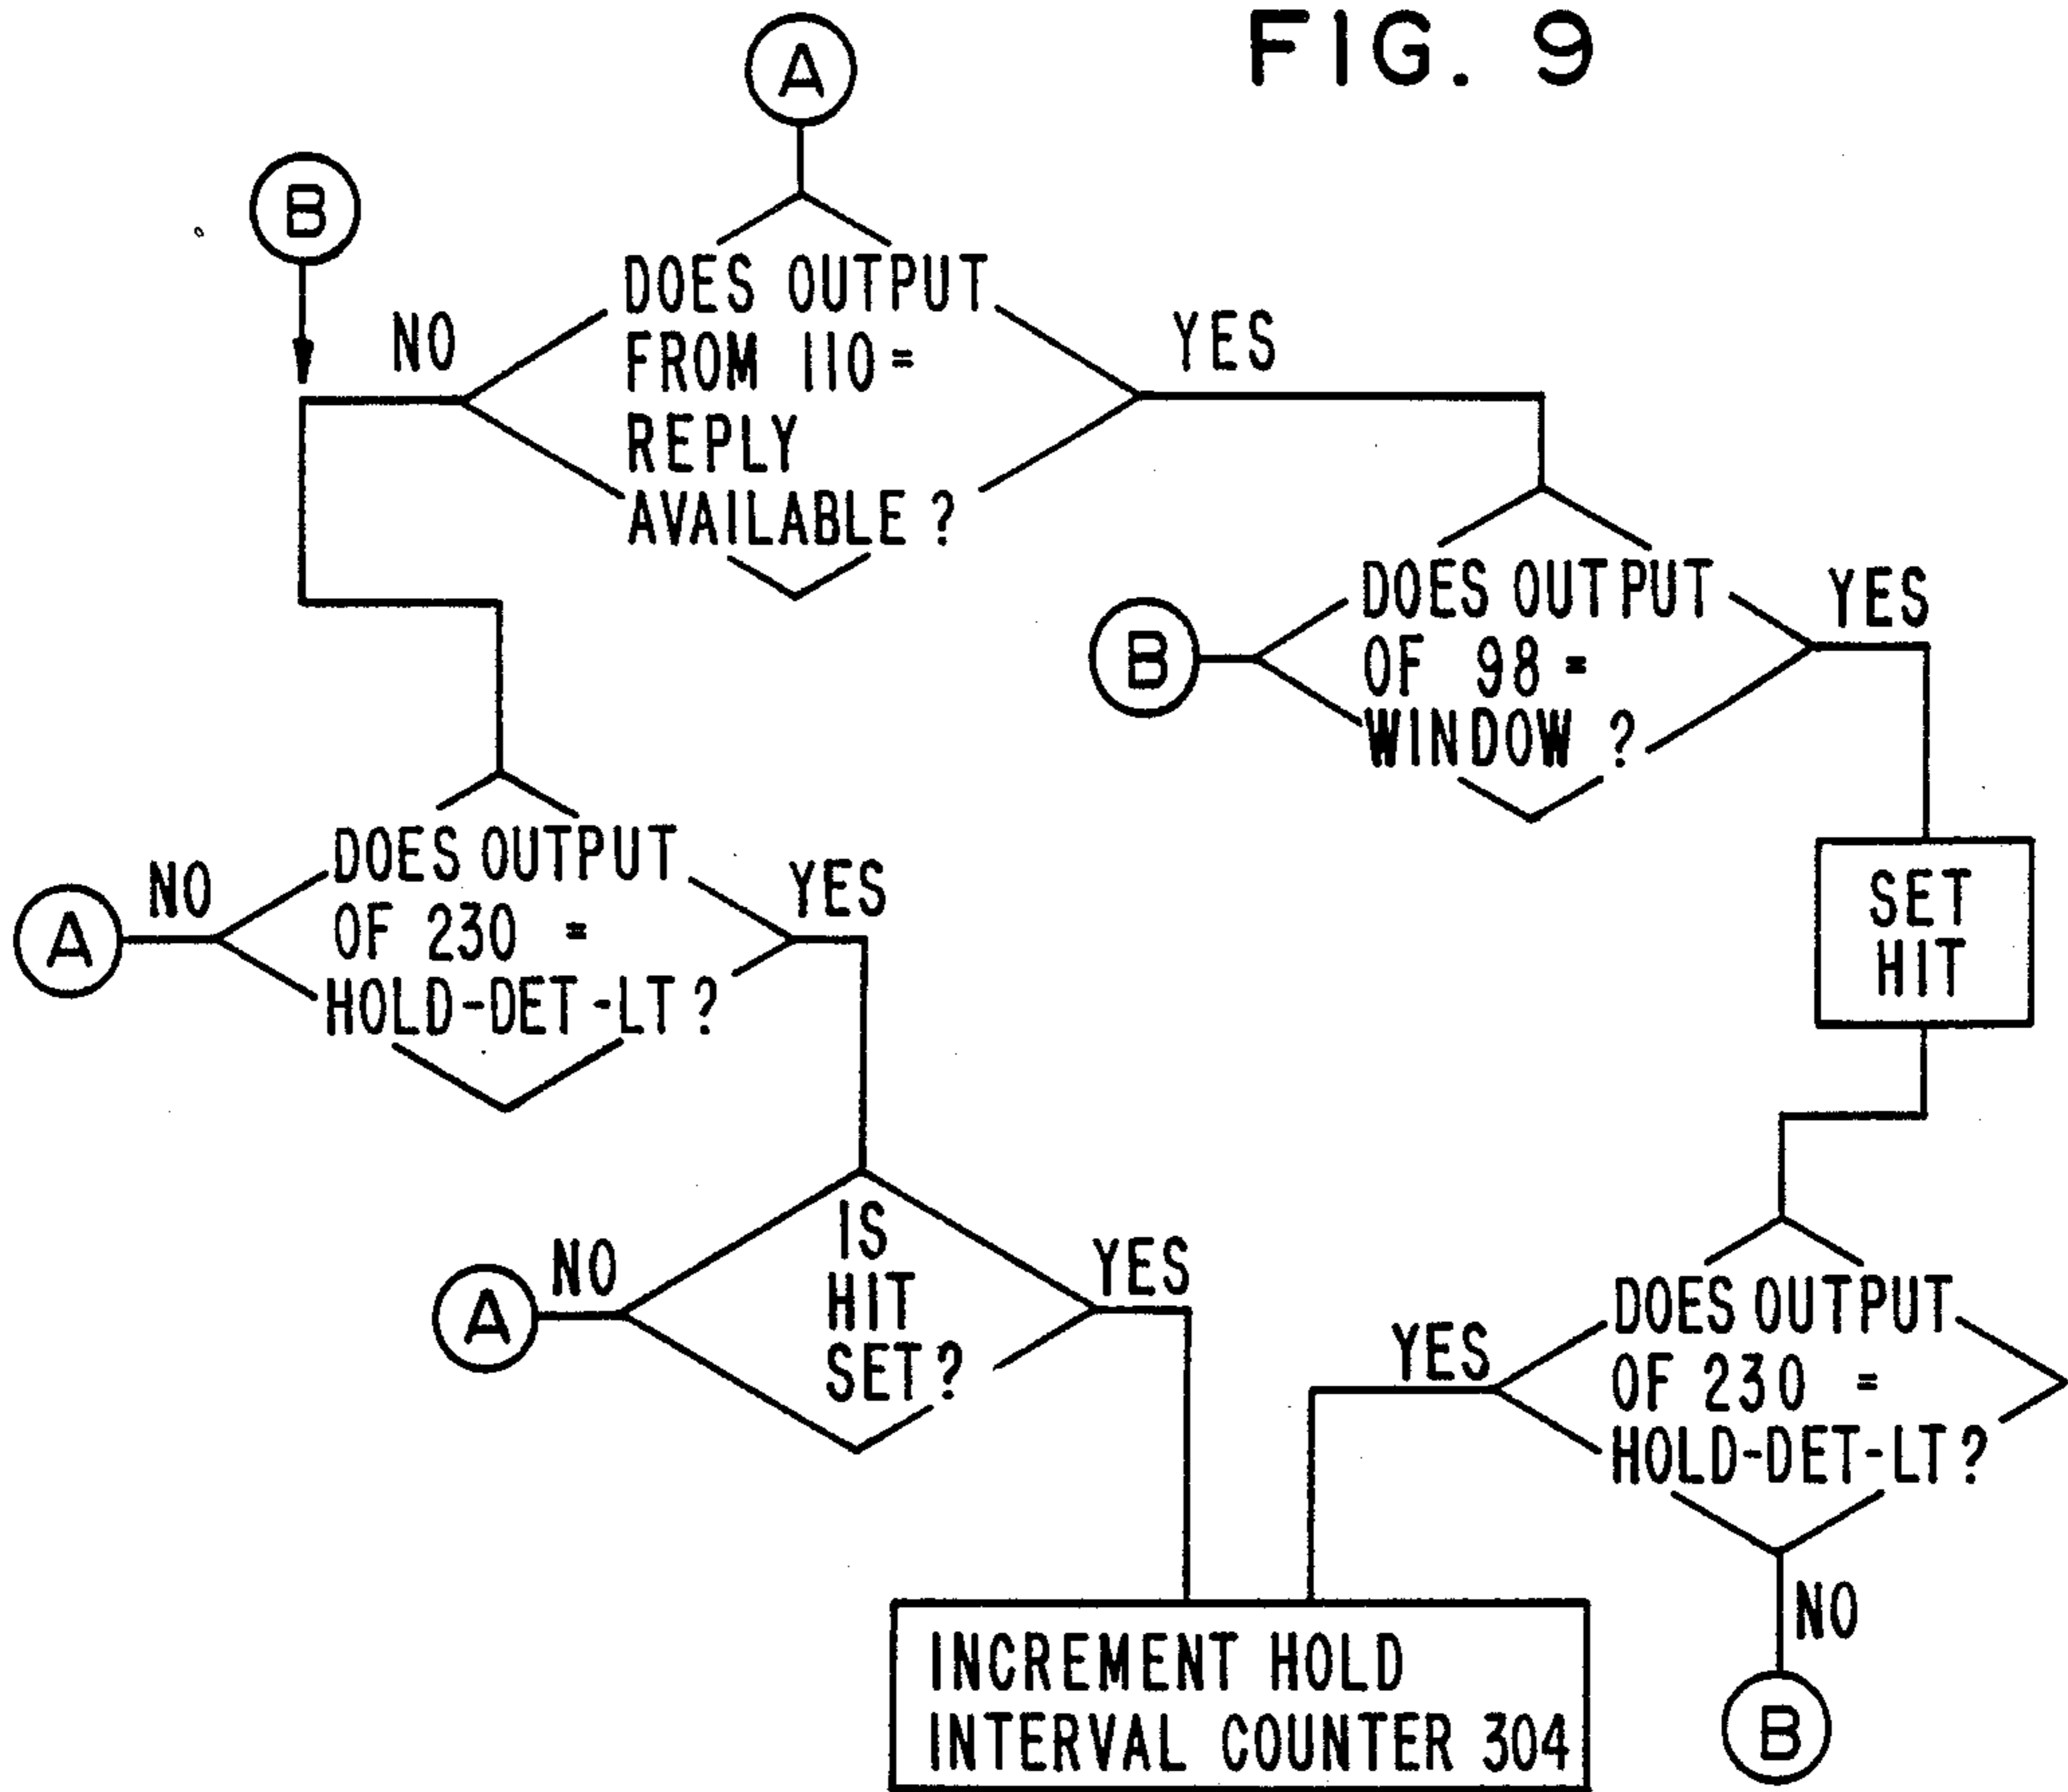 FIG. 9
A
B
DOES OUTPUT
FROM 110 =
REPLY
AVAILABLE ?
NO
YES
DOES OUTPUT
OF 98 =
WINDOW ?
B
YES
SET
HIT
DOES OUTPUT
OF 230 =
HOLD-DET-LT ?
A
NO
YES
IS
HIT
SET ?
A
NO
YES
DOES OUTPUT
OF 230 =
HOLD-DET-LT ?
YES
NO
B
INCREMENT HOLD
INTERVAL COUNTER 304